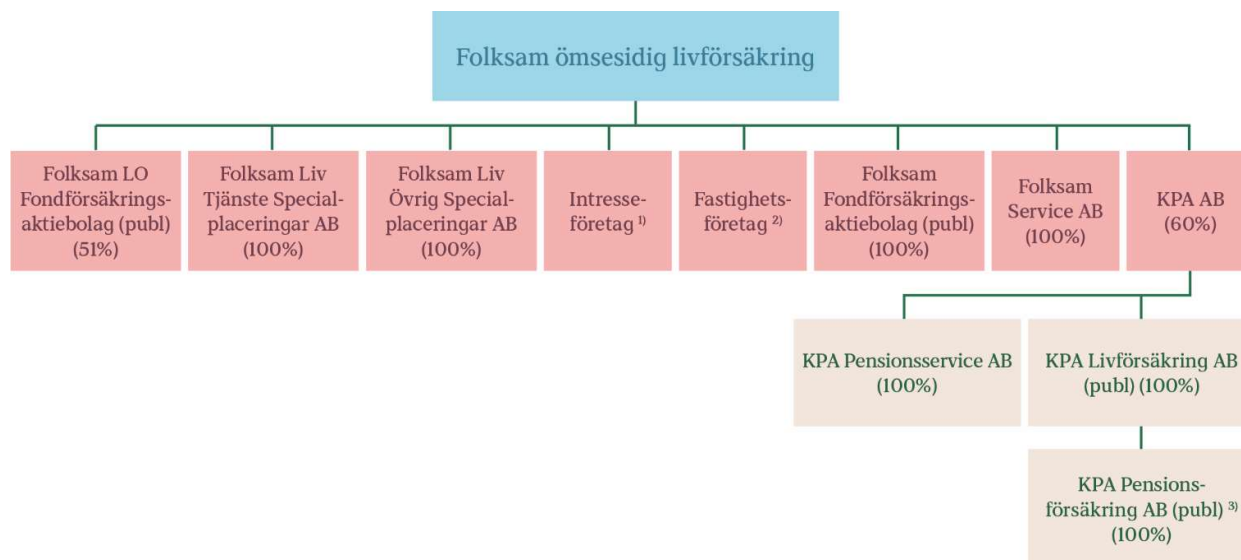 Folksam ömsesidig livförsäkring
Folksam LO
Fondförsäkrings-
aktiebolag (publ)
(51%)
Folksam Liv
Tjänste Special-
placeringar AB
(100%)
Folksam Liv
Övrig Special-
placeringar AB
(100%)
Intresse-
företag ¹⁾
Fastighets-
företag ²⁾
Folksam
Fondförsäkrings-
aktiebolag (publ)
(100%)
Folksam
Service AB
(100%)
KPA AB
(60%)
KPA Pensionsservice AB
(100%)
KPA Livförsäkring AB
(publ) (100%)
KPA Pensions-
försäkring AB (publ) ³⁾
(100%)